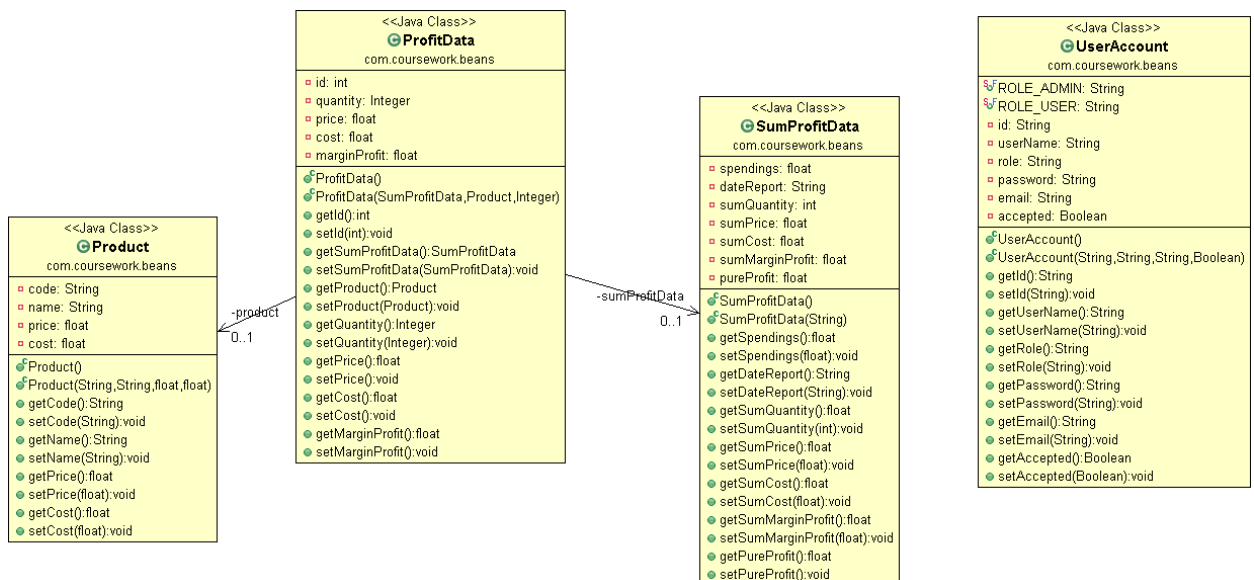 <<Java Class>>
ProfitData
com.coursework.beans
id: int
quantity: Integer
price: float
cost: float
marginProfit: float
ProfitData()
ProfitData(SumProfitData,Product,Integer)
getId():int
setId(int):void
getSumProfitData():SumProfitData
setSumProfitData(SumProfitData):void
getProduct():Product
setProduct(Product):void
getQuantity():Integer
setQuantity(Integer):void
getPrice():float
setPrice():void
getCost():float
setCost():void
getMarginProfit():float
setMarginProfit():void
<<Java Class>>
UserAccount
com.coursework.beans
ROLE_ADMIN: String
ROLE_USER: String
id: String
userName: String
role: String
password: String
email: String
accepted: Boolean
UserAccount()
UserAccount(String,String,String,Boolean)
getId():String
setId(String):void
getUserName():String
setUserName(String):void
getRole():String
setRole(String):void
getPassword():String
setPassword(String):void
getEmail():String
setEmail(String):void
getAccepted():Boolean
setAccepted(Boolean):void
<<Java Class>>
SumProfitData
com.coursework.beans
spendings: float
dateReport: String
sumQuantity: int
sumPrice: float
sumCost: float
sumMarginProfit: float
pureProfit: float
SumProfitData()
SumProfitData(String)
getSpendings():float
setSpendings(float):void
getDateReport():String
setDateReport(String):void
getSumQuantity():float
setSumQuantity(int):void
getSumPrice():float
setSumPrice(float):void
getSumCost():float
setSumCost(float):void
getSumMarginProfit():float
setSumMarginProfit(float):void
getPureProfit():float
setPureProfit():void
<<Java Class>>
Product
com.coursework.beans
code: String
name: String
price: float
cost: float
Product()
Product(String,String,float,float)
getCode():String
setCode(String):void
getName():String
setName(String):void
getPrice():float
setPrice(float):void
getCost():float
setCost(float):void
-product
0..1
-sumProfitData
0..1